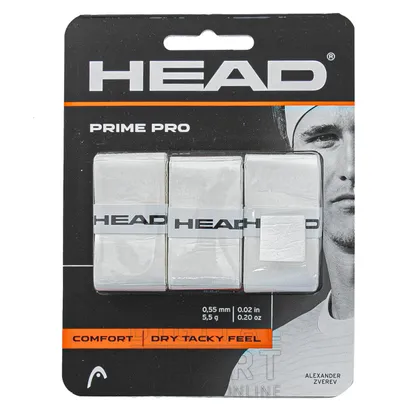 HEAD®
PRIME PRO
HEAD HEAD HEAD
0,55 mm 0.02 in
5,5 g 0.20 oz
COMFORT DRY TACKY FEEL
ONLINE
ALEXANDER
ZVEREV